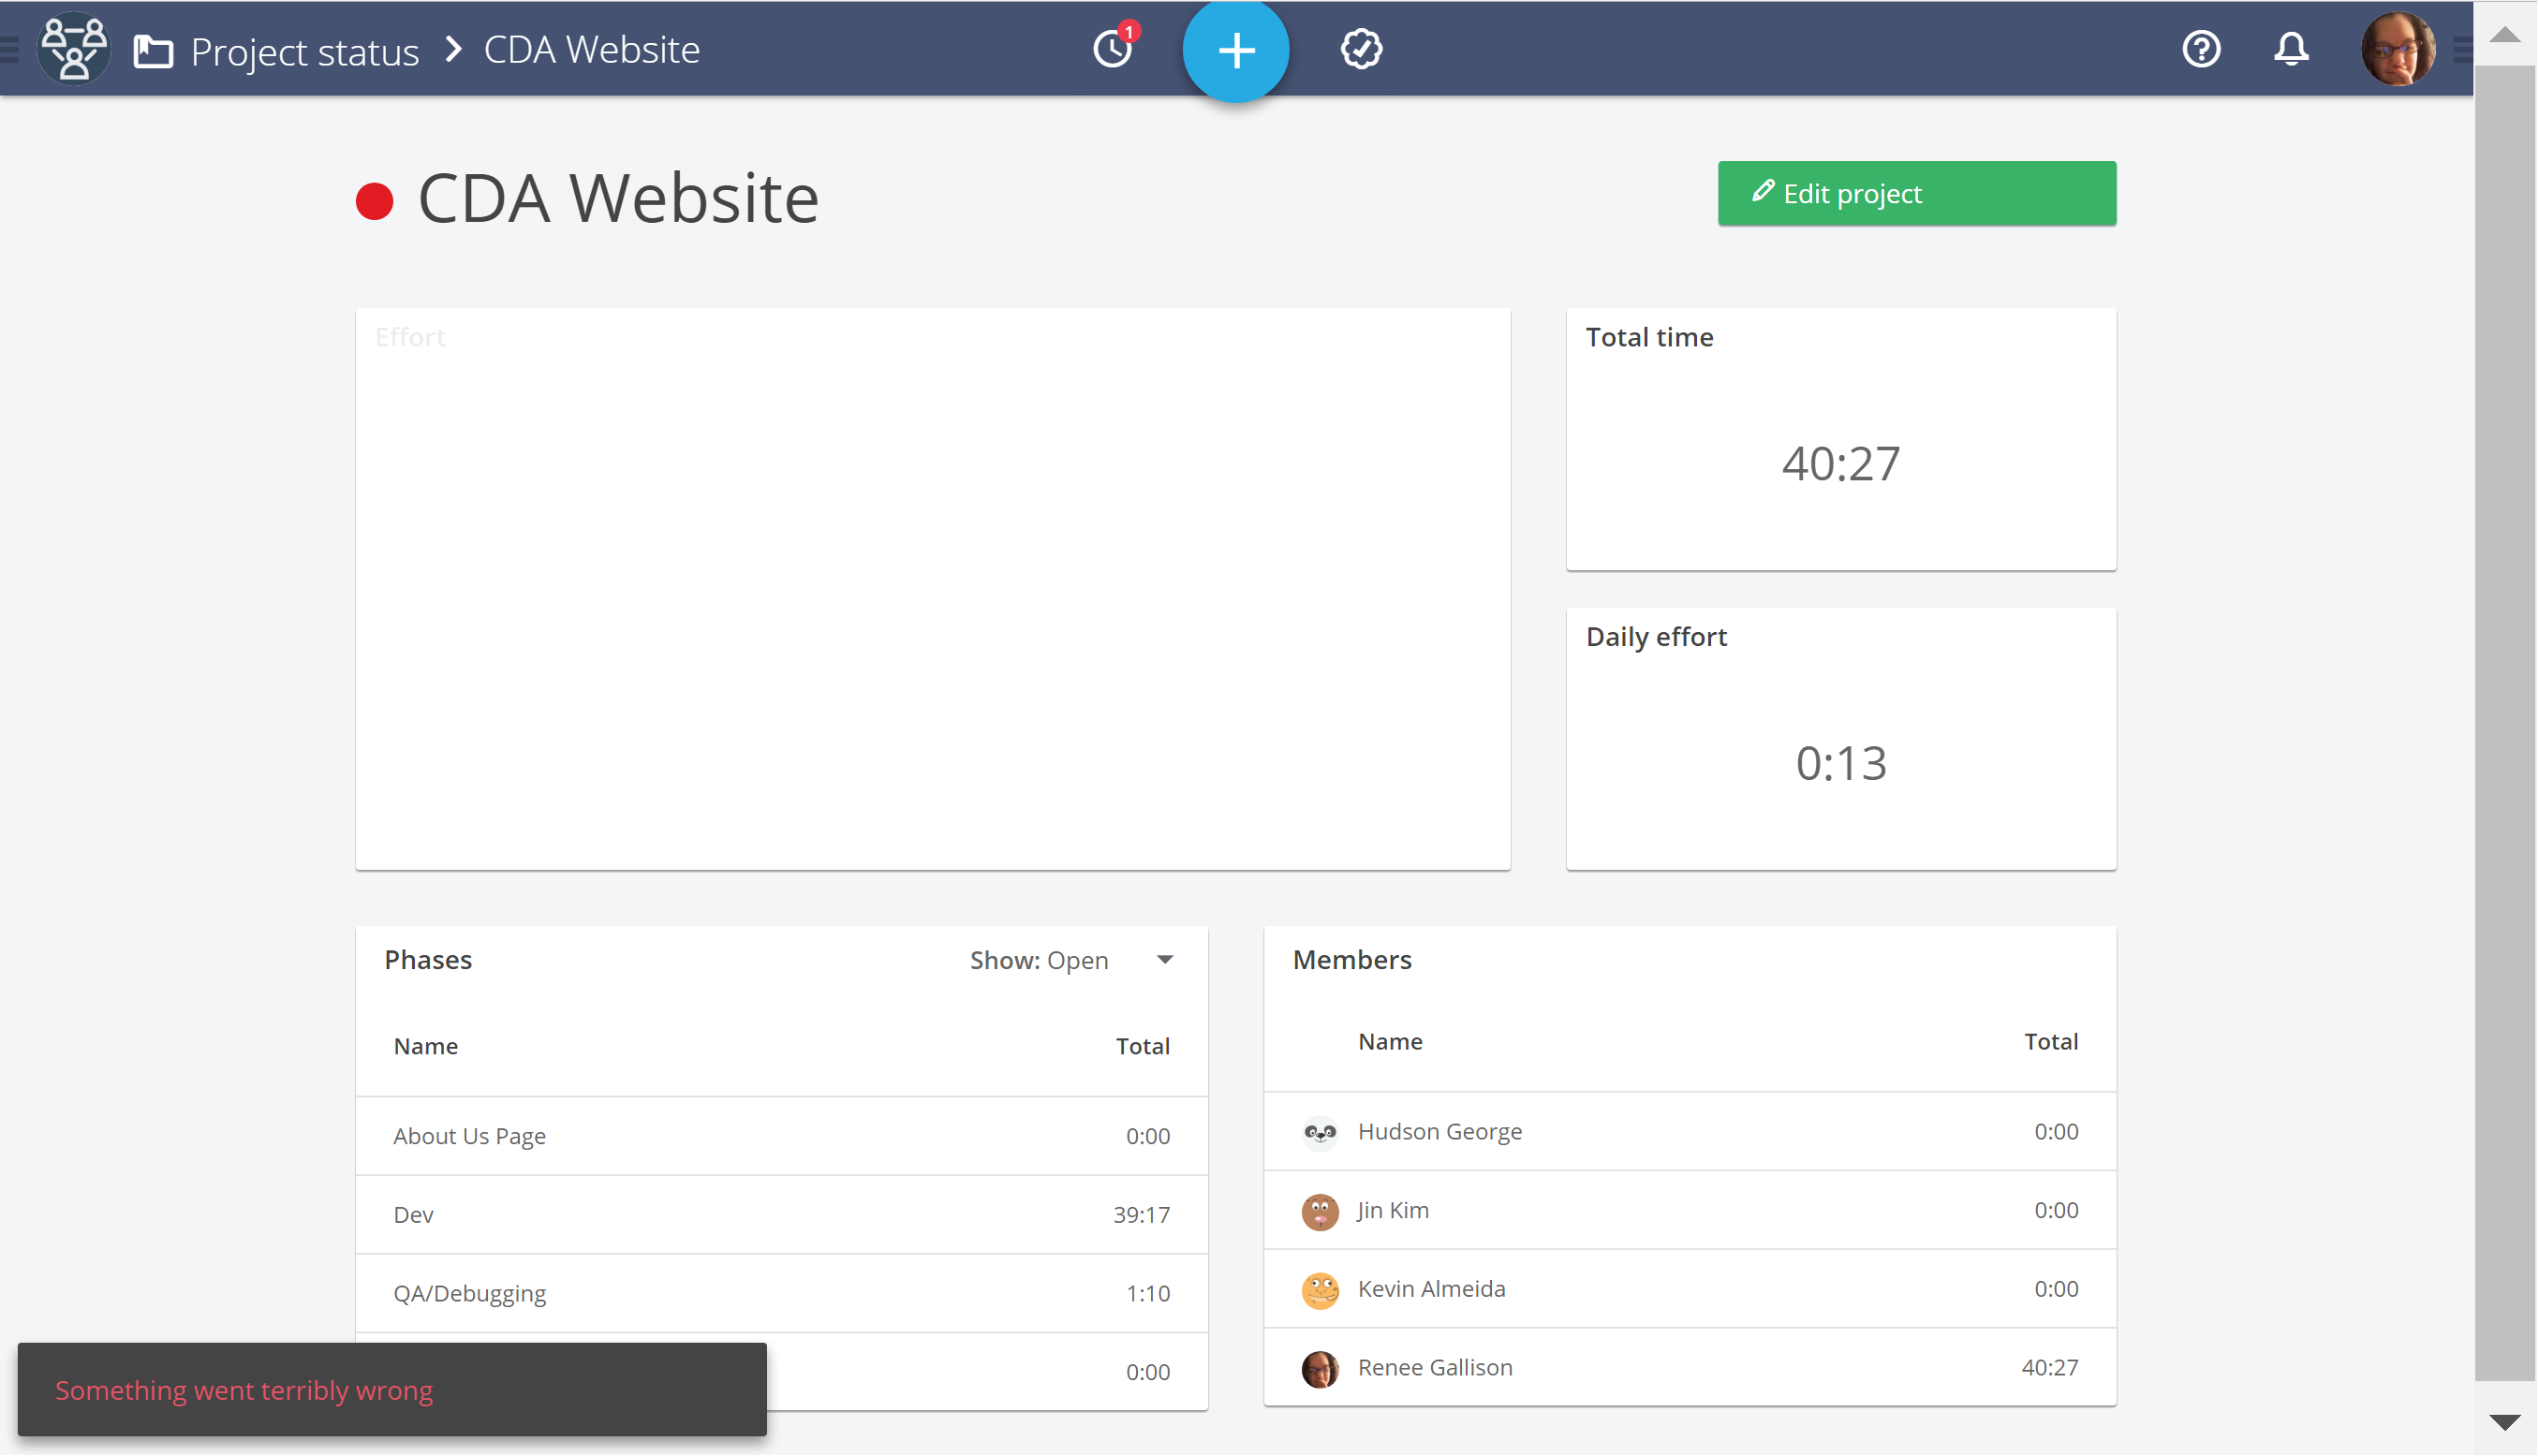 Project status > CDA Website
1
CDA Website
Edit project
Effort
Total time
40:27
Daily effort
0:13
Phases
Show: Open
Name Total
About Us Page 0:00
Dev 39:17
QA/Debugging 1:10
0:00
Members
Name Total
Hudson George 0:00
Jin Kim 0:00
Kevin Almeida 0:00
Renee Gallison 40:27
Something went terribly wrong